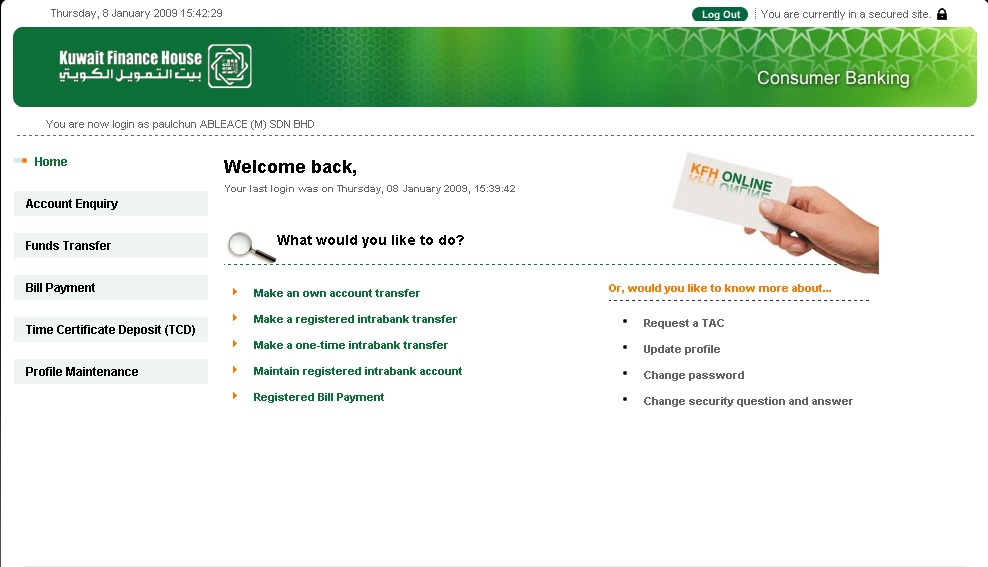 Thursday, 8 January 2009 15:42:29
Log Out
You are currently in a secured site.
Kuwait Finance House
بيت التمويل الكويتي
Consumer Banking
You are now login as paulchun ABLEACE (M) SDN BHD
Home
Account Enquiry
Funds Transfer
Bill Payment
Time Certificate Deposit (TCD)
Profile Maintenance
Welcome back,
Your last login was on Thursday, 08 January 2009, 15:39:42
KFH ONLINE
What would you like to do?
Make an own account transfer
Make a registered intrabank transfer
Make a one-time intrabank transfer
Maintain registered intrabank account
Registered Bill Payment
Or, would you like to know more about...
Request a TAC
Update profile
Change password
Change security question and answer